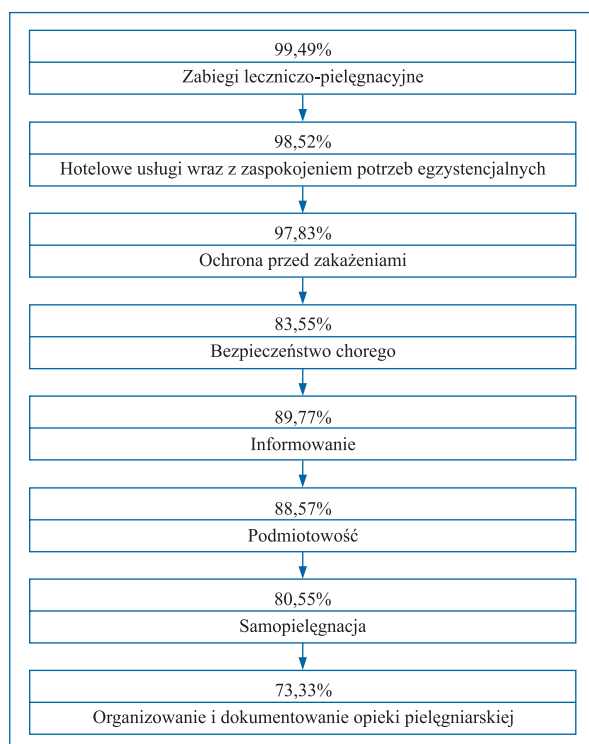 99,49%
Zabiegi leczniczo-pielęgnacyjne
98,52%
Hotelowe usługi wraz z zaspokojeniem potrzeb egzystencjalnych
97,83%
Ochrona przed zakażeniami
83,55%
Bezpieczeństwo chorego
89,77%
Informowanie
88,57%
Podmiotowość
80,55%
Samopielęgnacja
73,33%
Organizowanie i dokumentowanie opieki pielęgniarskiej